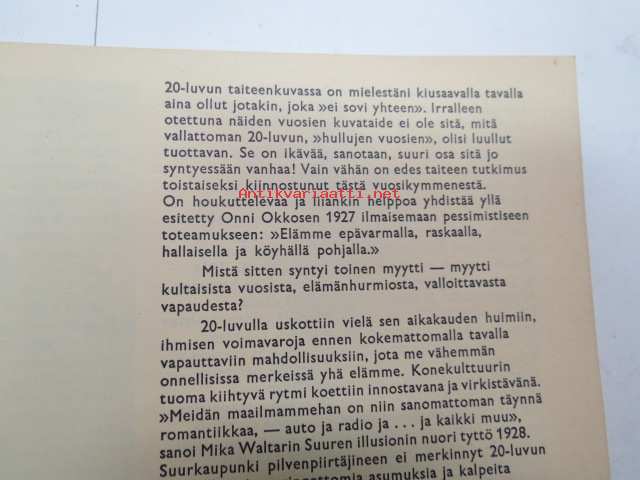 20-luvun taiteenkuvassa on mielestäni kiusaavalla tavalla
aina ollut jotakin, joka »ei sovi yhteen». Irralleen
otettuna näiden vuosien kuvataide ei ole sitä, mitä
vallattoman 20-luvun, »hullujen vuosien», olisi luullut
tuottavan. Se on ikävää, sanotaan, suuri osa sitä jo
syntyessään vanhaa! Vain vähän on edes taiteen tutkimus
toistaiseksi kiinnostunut tästä vuosikymmenestä.
Antikvariaatti.net
On houkuttelevaa ja liiankin helppoa yhdistää yllä
esitetty Onni Okkosen 1927 ilmaisemaan pessimistiseen
toteamukseen: »Elämme epävarmalla, raskaalla,
hallaisella ja köyhällä pohjalla.»
Mistä sitten syntyi toinen myytti — myytti
kultaisista vuosista, elämänhurmiosta, valloittavasta
vapaudesta?
20-luvulla uskottiin vielä sen aikakauden huimiin,
ihmisen voimavaroja ennen kokemattomalla tavalla
vapauttaviin mahdollisuuksiin, jota me vähemmän
onnellisissa merkeissä yhä elämme. Konekulttuurin
tuoma kiihtyvä rytmi koettiin innostavana ja virkistävänä.
»Meidän maailmammehan on niin sanomattoman täynnä
romantiikkaa, — auto ja radio ja . . . ja kaikki muu»,
sanoi Mika Waltarin Suuren illusionin nuori tyttö 1928.
Suurkaupunki pilvenpiirtäjineen ei merkinnyt 20-luvun
asumuksia ja kalpeita